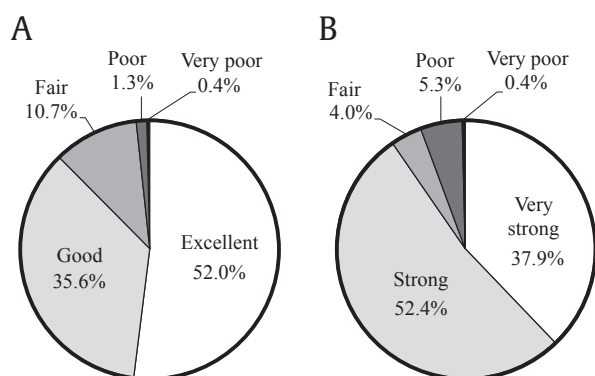 A
Excellent
52.0%
Good
35.6%
Fair
10.7%
Poor
1.3%
Very poor
0.4%
B
Very
strong
37.9%
Strong
52.4%
Fair
4.0%
Poor
5.3%
Very poor
0.4%